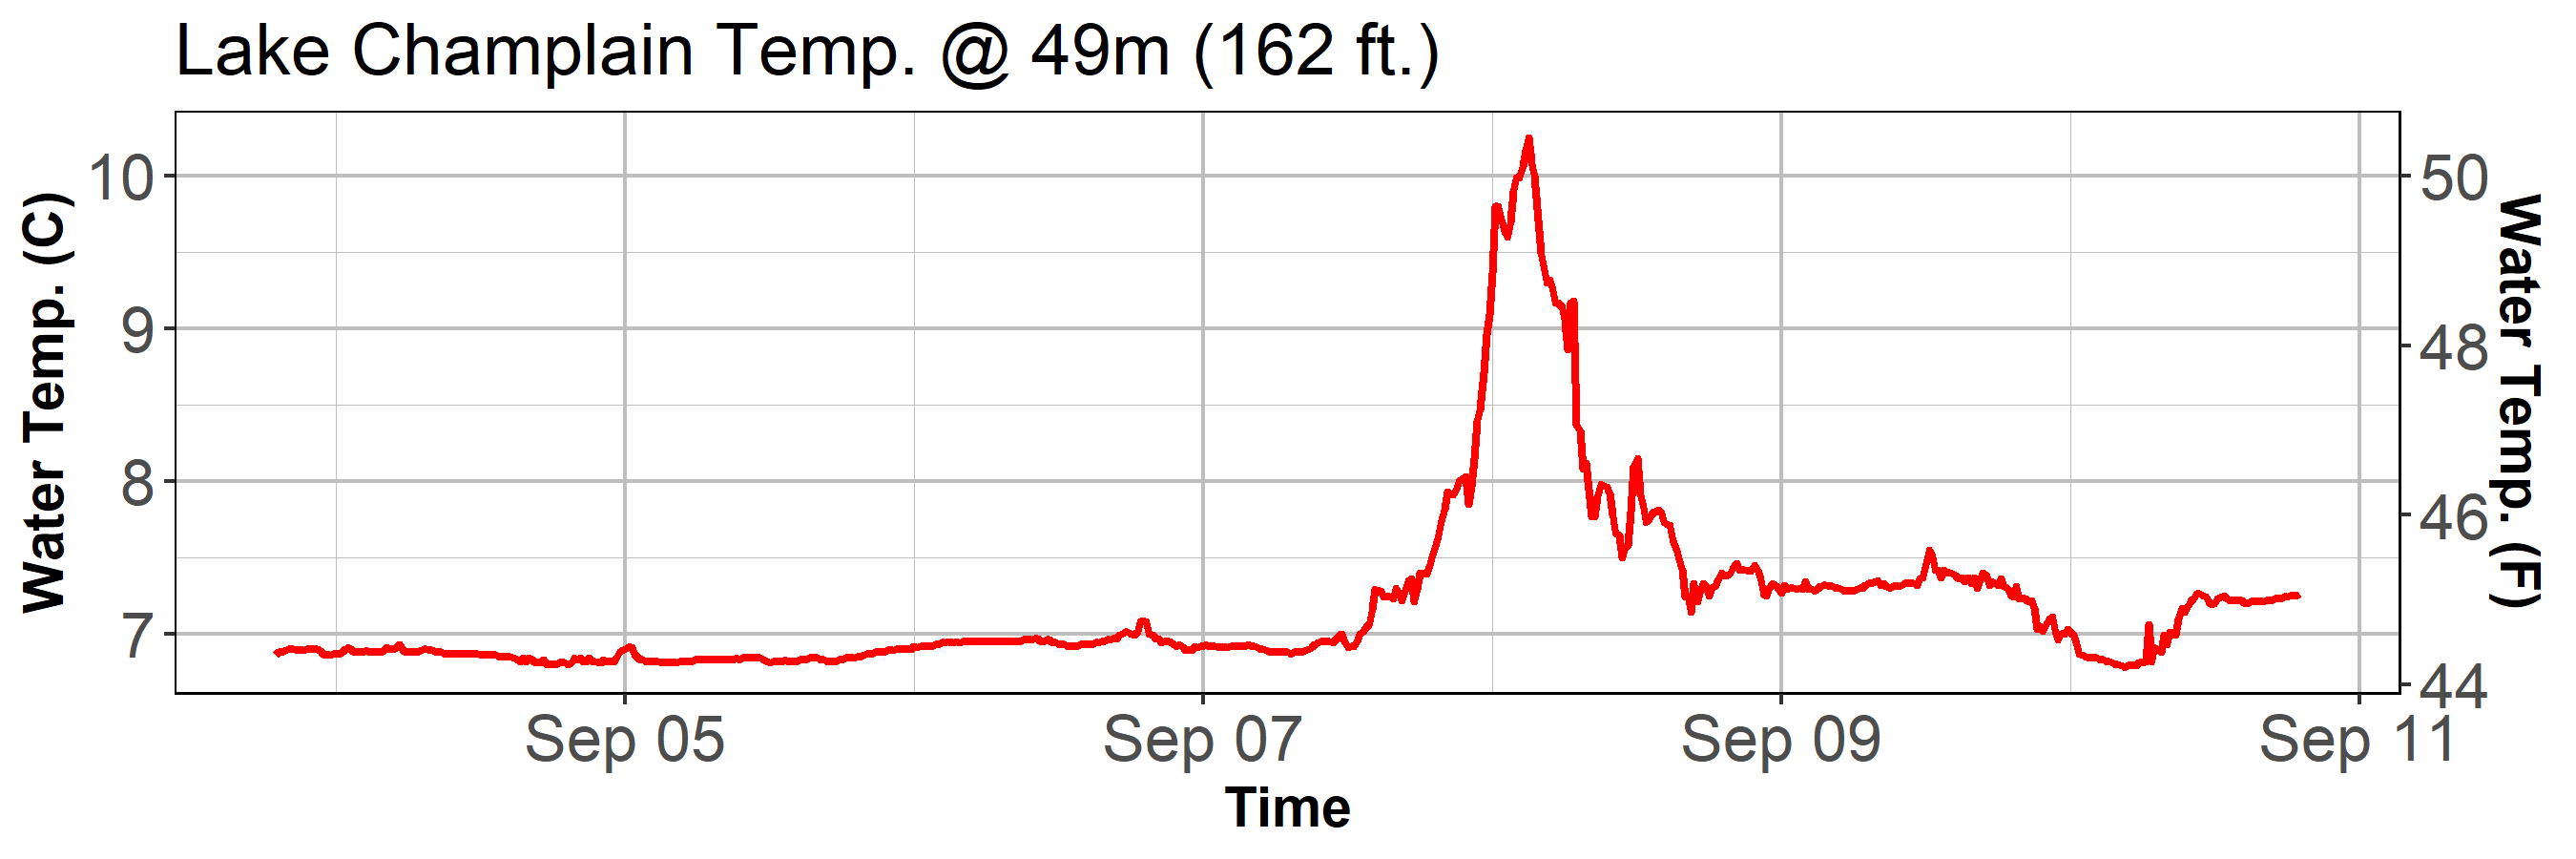 Lake Champlain Temp. @ 49m (162 ft.)
Water Temp. (C)
10
9
8
7
50
48
46
44
Water Temp. (F)
Sep 05
Sep 07
Sep 09
Sep 11
Time